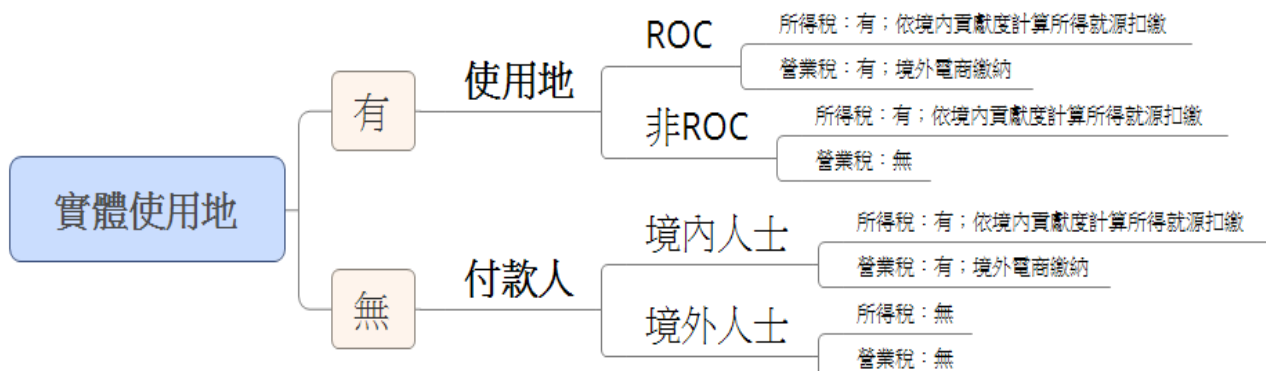 實體使用地
有
使用地
ROC
所得稅：有；依境內貢獻度計算所得就源扣繳
營業稅：有；境外電商繳納
非ROC
所得稅：有；依境內貢獻度計算所得就源扣繳
營業稅：無
無
付款人
境內人士
所得稅：有；依境內貢獻度計算所得就源扣繳
營業稅：有；境外電商繳納
境外人士
所得稅：無
營業稅：無